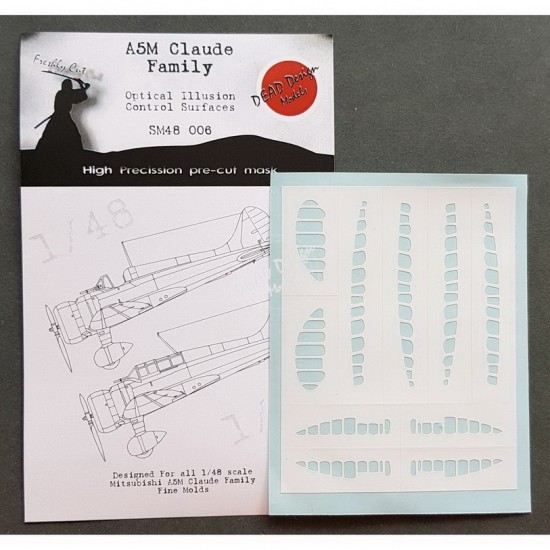 Freshly Cut
A5M Claude
Family
Optical Illusion
Control Surfaces
SM48 006
DEAD Design
Models
High Precission pre-cut mask
1/48
Designed For all 1/48 scale
Mitsubishi A5M Claude Family
Fine Molds